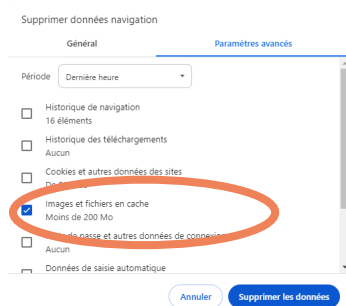 Supprimer données navigation
Général
Paramètres avancés
Période
Dernière heure
Historique de navigation
16 éléments
Historique des téléchargements
Aucun
Cookies et autres données des sites
De
Images et fichiers en cache
Moins de 200 Mo
de passe et autres données de connexion
Aucun
Données de saisie automatique
Annuler
Supprimer les données